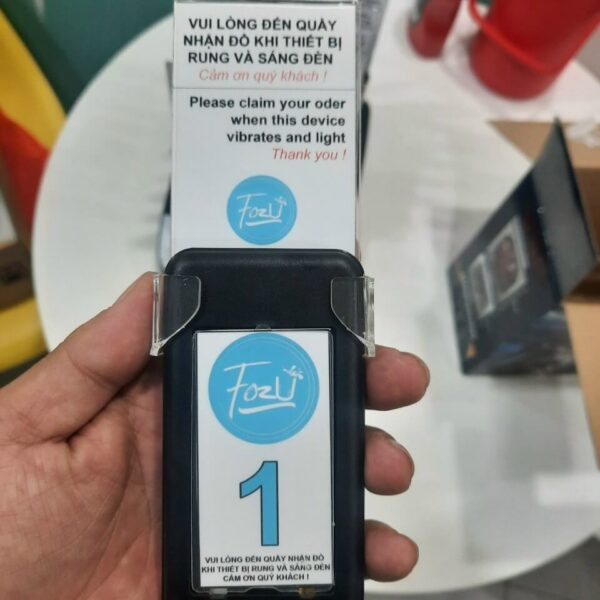 VUI LÒNG ĐẾN QUẦY
NHẬN ĐỒ KHI THIẾT BỊ
RUNG VÀ SÁNG ĐÈN
Cảm ơn quý khách !
Please claim your oder
when this device
vibrates and light
Thank you !
FozU
FozU
1
VUI LÒNG ĐẾN QUẦY NHẬN ĐỒ
KHI THIẾT BỊ RUNG VÀ SÁNG ĐÈN
CẢM ƠN QUÝ KHÁCH !